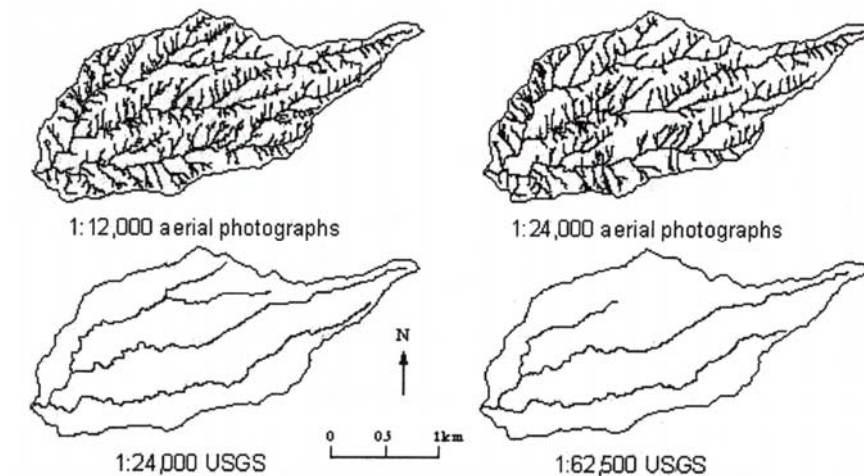 1:12,000 aerial photographs
1:24,000 aerial photographs
N
0 0.5 1km
1:24,000 USGS
1:62,500 USGS